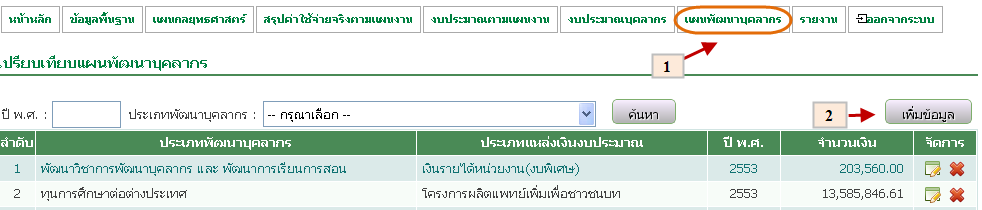 หน้าหลัก ข้อมูลพื้นฐาน แผนกลยุทธศาสตร์ สรุปค่าใช้จ่ายจริงตามแผนงาน งบประมาณตามแผนงาน งบประมาณบุคลากร แผนพัฒนาบุคลากร รายงาน ออกจากระบบ
1
เปรียบเทียบแผนพัฒนาบุคลากร
ปี พ.ศ. : ประเภทพัฒนาบุคลากร : -- กรุณาเลือก -- ค้นหา 2 เพิ่มข้อมูล
ลำดับ ประเภทพัฒนาบุคลากร ประเภทแหล่งเงินงบประมาณ ปี พ.ศ. จำนวนเงิน จัดการ
1 พัฒนาวิชาการพัฒนาบุคลากร และ พัฒนาการเรียนการสอน เงินรายได้หน่วยงาน(งบพิเศษ) 2553 203,560.00
2 ทุนการศึกษาต่อต่างประเทศ โครงการผลิตแพทย์เพิ่มเพื่อชาวชนบท 2553 13,585,846.61